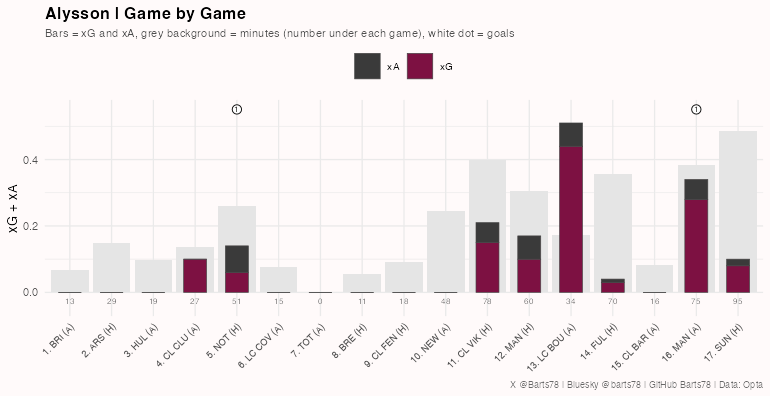 Alysson | Game by Game
Bars = xG and xA, grey background = minutes (number under each game), white dot = goals
xA xG
1 1
xG + xA
0.4
0.2
0.0
13 29 19 27 51 15 0 11 18 48 78 60 34 70 16 75 95
1. BRI (A)
2. ARS (H)
3. HUL (A)
4. CL CLU (A)
5. NOT (H)
6. LC COV (A)
7. TOT (A)
8. BRE (H)
9. CL FEN (H)
10. NEW (A)
11. CL VIK (H)
12. MAN (H)
13. LC BOU (A)
14. FUL (H)
15. CL BAR (A)
16. MAN (A)
17. SUN (H)
X @Barts78 | Bluesky @barts78 | GitHub Barts78 | Data: Opta